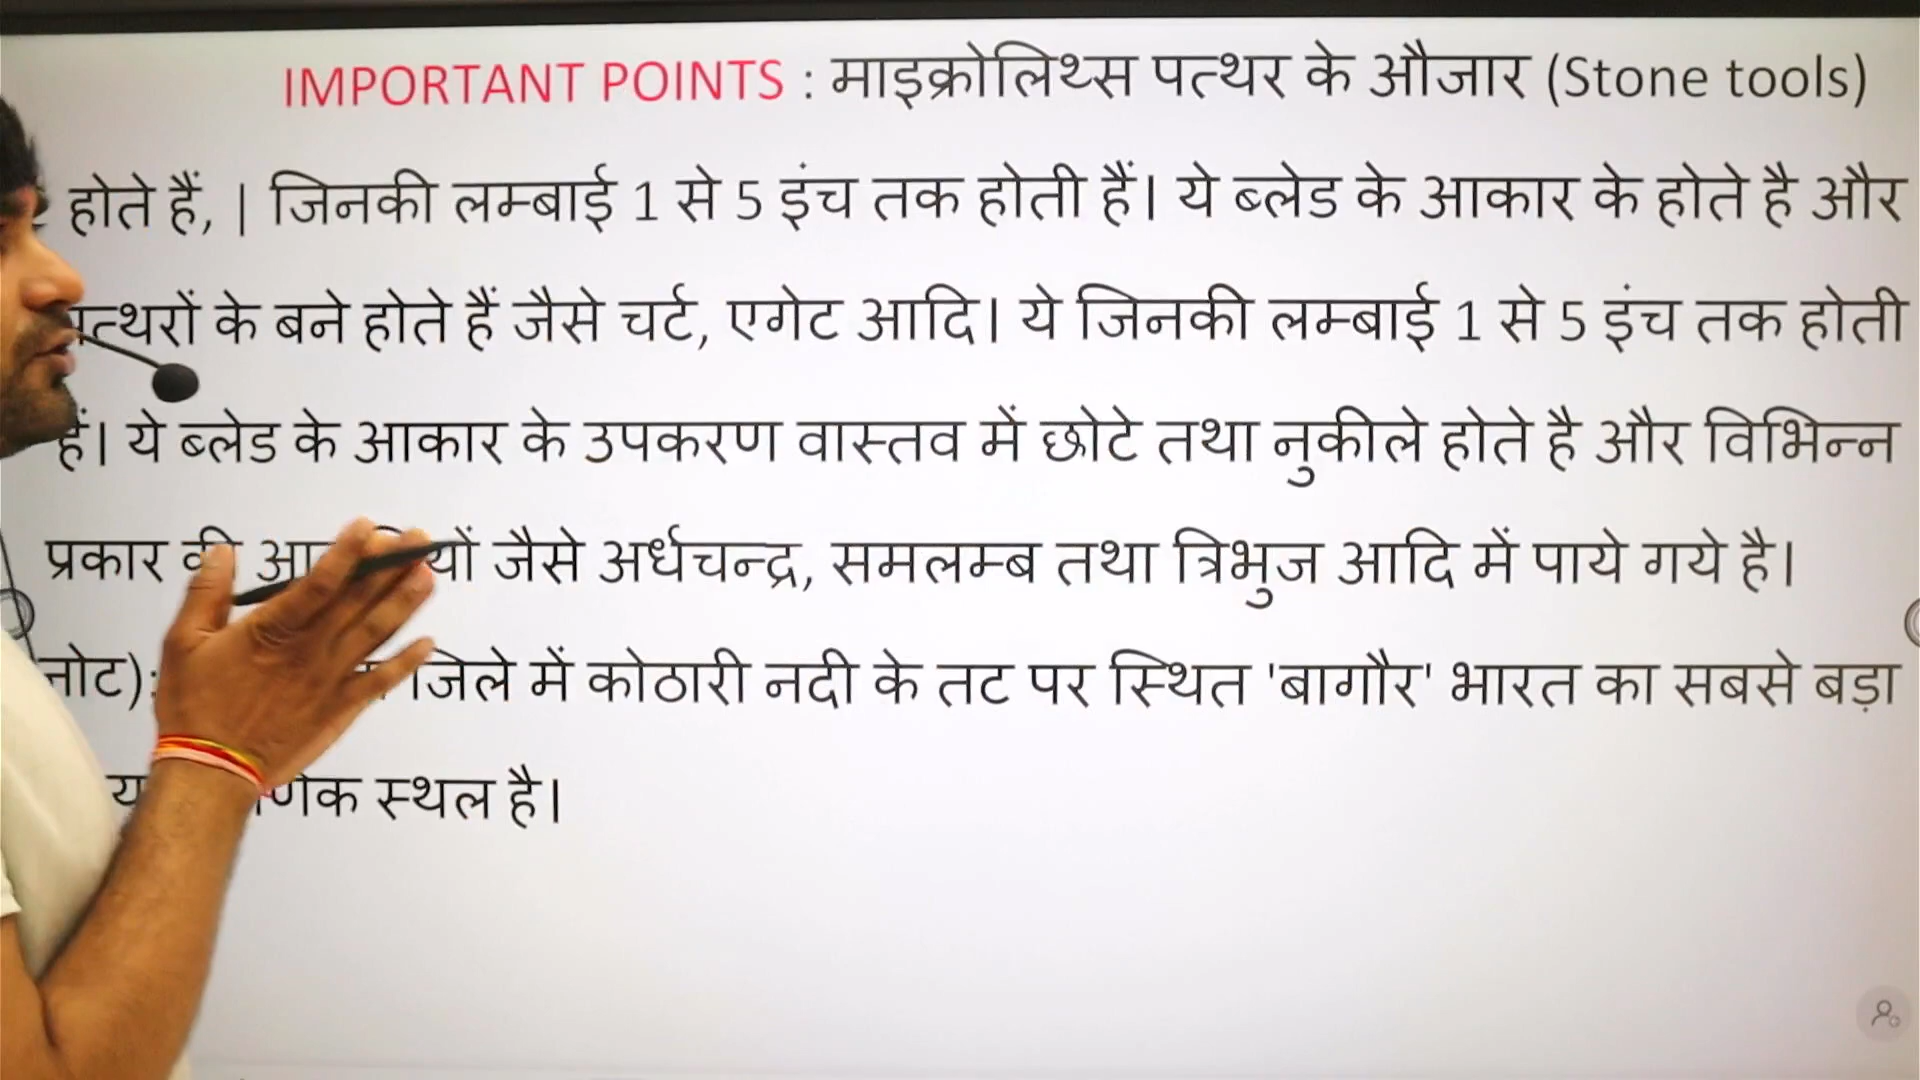 IMPORTANT POINTS : माइक्रोलिथ्स पत्थर के औजार (Stone tools)
होते हैं, | जिनकी लम्बाई 1 से 5 इंच तक होती हैं। ये ब्लेड के आकार के होते है और
पत्थरों के बने होते हैं जैसे चर्ट, एगेट आदि। ये जिनकी लम्बाई 1 से 5 इंच तक होती
हैं। ये ब्लेड के आकार के उपकरण वास्तव में छोटे तथा नुकीले होते है और विभिन्न
प्रकार की जैसे अर्धचन्द्र, समलम्ब तथा त्रिभुज आदि में पाये गये है।
नोट): जिले में कोठारी नदी के तट पर स्थित 'बागौर' भारत का सबसे बड़ा
स्थल है।